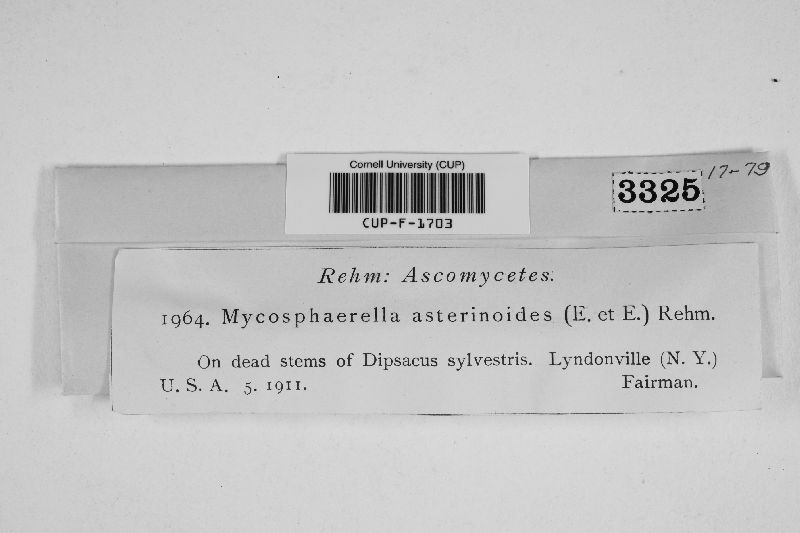 Cornell University (CUP)
CUP-F-1703
3325
17-79
Rehm: Ascomycetes.
1964. Mycosphaerella asterinoides (E. et E.) Rehm.
On dead stems of Dipsacus sylvestris. Lyndonville (N. Y.)
U. S. A. 5. 1911. Fairman.